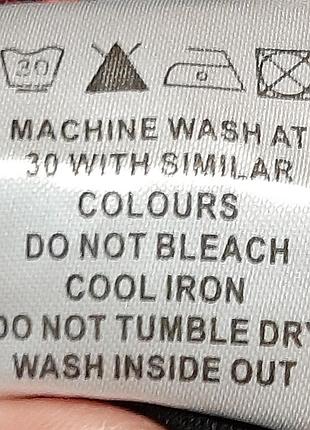 30
MACHINE WASH AT
30 WITH SIMILAR
COLOURS
DO NOT BLEACH
COOL IRON
DO NOT TUMBLE DRY
WASH INSIDE OUT